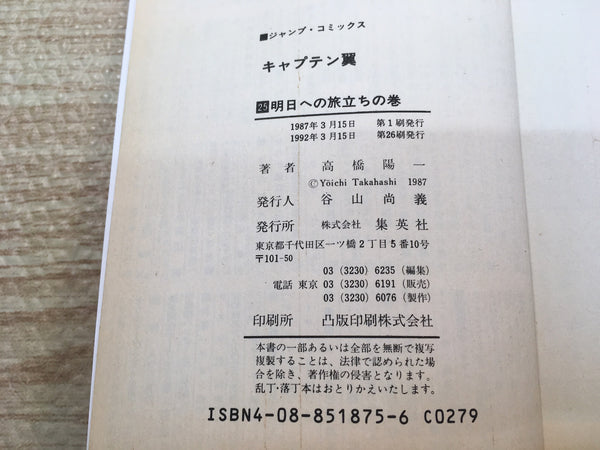 ■ジャンプ・コミックス
キャプテン翼
25明日への旅立ちの巻
1987年3月15日 第1刷発行
1992年3月15日 第26刷発行
著者 高橋陽一
©Yōichi Takahashi 1987
発行人 谷山尚義
発行所 株式会社 集英社
東京都千代田区一ツ橋2丁目5番10号
〒101-50
03 (3230) 6235 (編集)
電話 東京 03 (3230) 6191 (販売)
03 (3230) 6076 (製作)
印刷所 凸版印刷株式会社
本書の一部あるいは全部を無断で複写
複製することは、法律で認められた場
合を除き、著作権の侵害となります。
乱丁・落丁本はおとりかえいたします。
ISBN4-08-851875-6 C0279